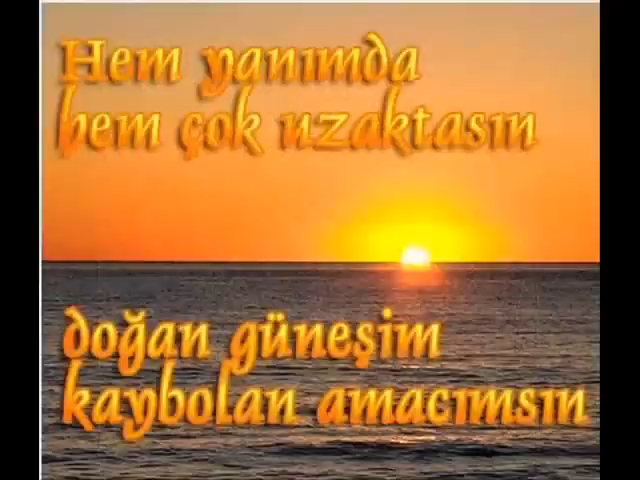 Hem yanımda
hem çok uzaktasın
doğan güneşim
kaybolan amacımsın